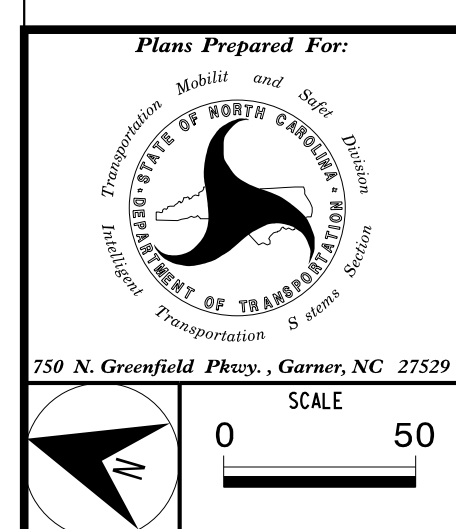 Plans Prepared For:
Transportation Mobilit and Safet Division
STATE OF NORTH CAROLINA
DEPARTMENT OF TRANSPORTATION
Intelligent Transportation S stems Section
750 N. Greenfield Pkwy. , Garner, NC 27529
SCALE
0 50
N